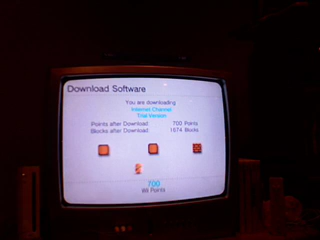 Download Software
You are downloading
Internet Channel
Trial Version
Points after Download: 700 Points
Blocks after Download: 1674 Blocks
700
Points